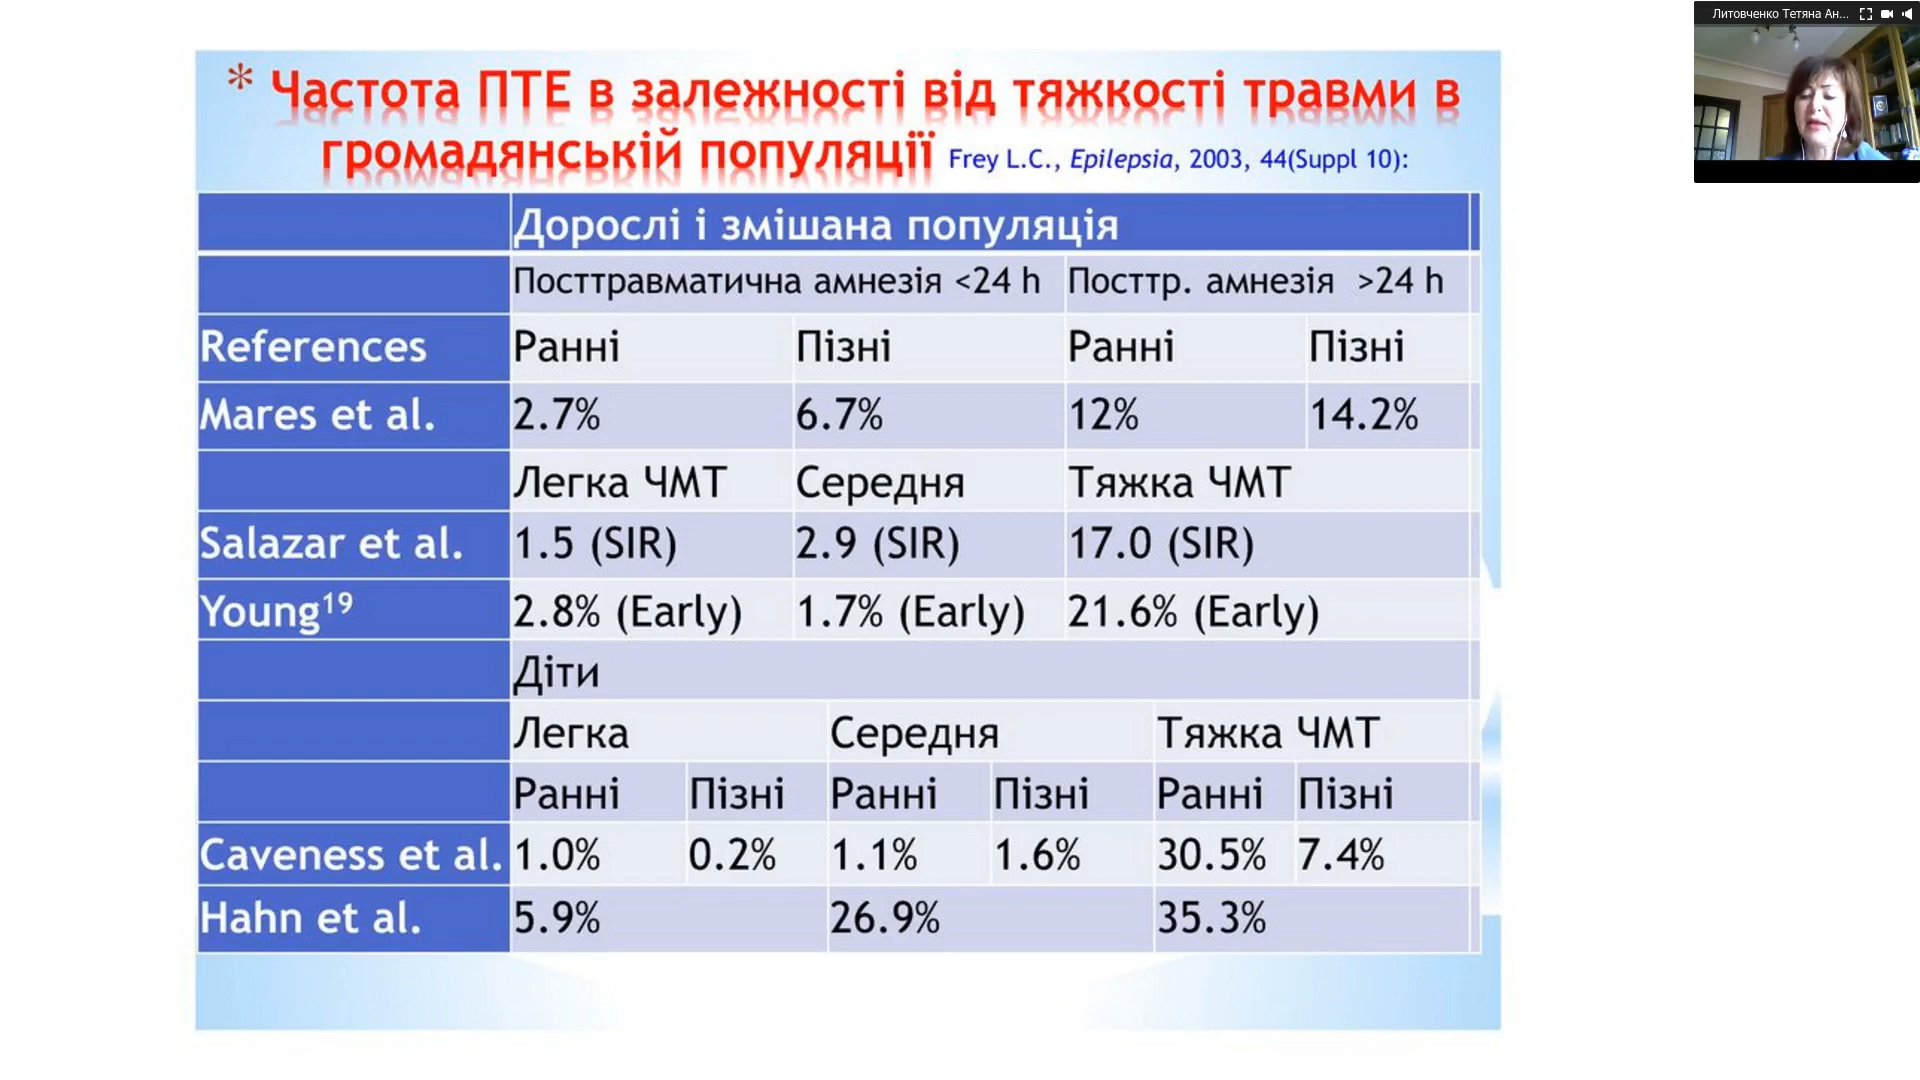 Литовченко Тетяна Ан...
* Частота ПТЕ в залежності від тяжкості травми в
громадянській популяції Frey L.C., Epilepsia, 2003, 44(Suppl 10):
Дорослі і змішана популяція
Посттравматична амнезія <24 h Посттр. амнезія >24 h
References Ранні Пізні Ранні Пізні
Mares et al. 2.7% 6.7% 12% 14.2%
Легка ЧМТ Середня Тяжка ЧМТ
Salazar et al. 1.5 (SIR) 2.9 (SIR) 17.0 (SIR)
Young19 2.8% (Early) 1.7% (Early) 21.6% (Early)
Діти
Легка Середня Тяжка ЧМТ
Ранні Пізні Ранні Пізні Ранні Пізні
Caveness et al. 1.0% 0.2% 1.1% 1.6% 30.5% 7.4%
Hahn et al. 5.9% 26.9% 35.3%